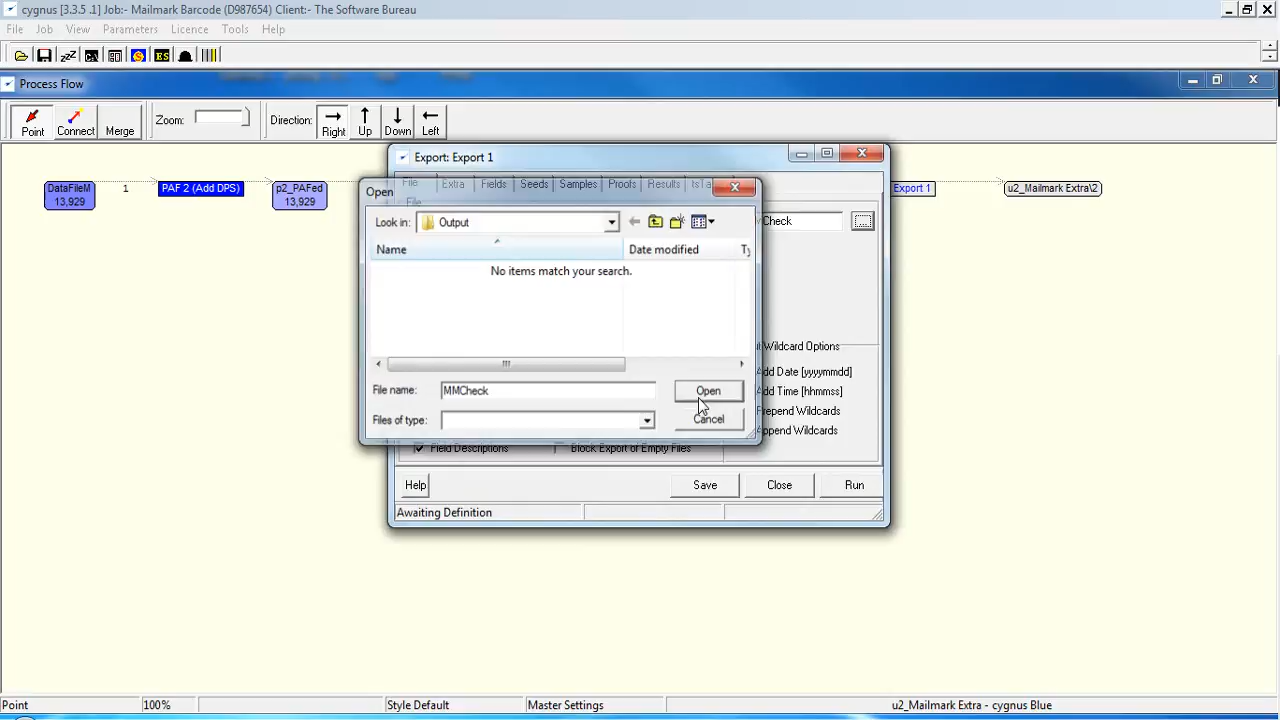 cygnus [3.3.5 .1] Job:- Mailmark Barcode (D987654) Client:- The Software Bureau
File Job View Parameters Licence Tools Help
Process Flow
Point Connect Merge Zoom: Direction: Right Up Down Left
Export: Export 1
File Extra Fields Seeds Samples Proofs Results
Open
DataFileM 1 PAF 2 (Add DPS) p2_PAFed Export 1 u2_Mailmark Extra\2
13,929 13,929
File
Look in: Output
Check
Name Date modified Ty
No items match your search.
Wildcard Options
Add Date [yyyymmdd]
File name: MMCheck Open
Add Time [hhmmss]
Prepend Wildcards
Files of type: Cancel
Append Wildcards
Field Descriptions Block Export of Empty Files
Help Save Close Run
Awaiting Definition
Point 100% Style Default Master Settings u2_Mailmark Extra - cygnus Blue